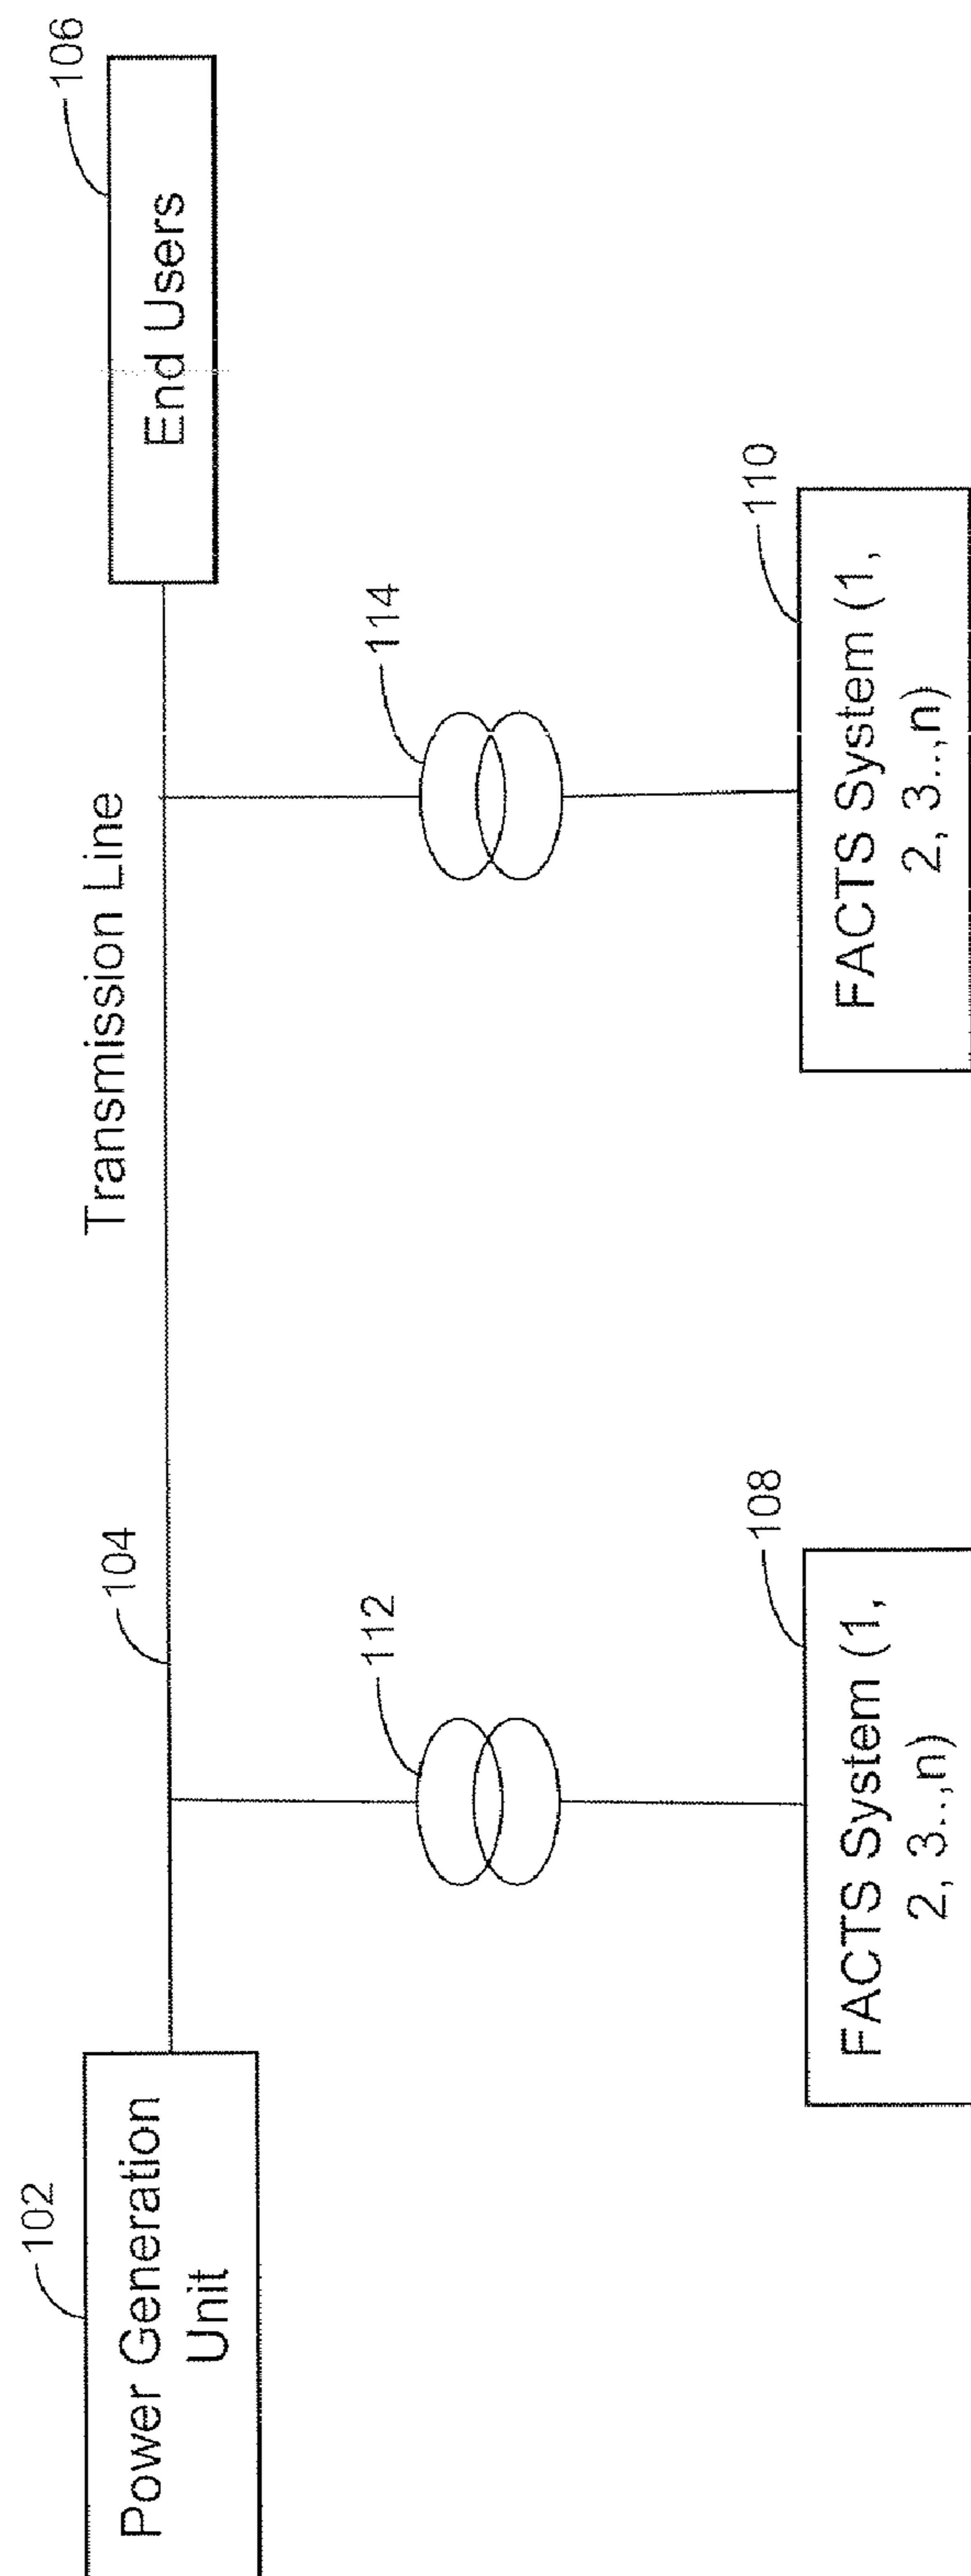 102
Power Generation
Unit
104
Transmission Line
106
End Users
112
114
108
FACTS System (1,
2, 3..,n)
110
FACTS System (1,
2, 3..,n)